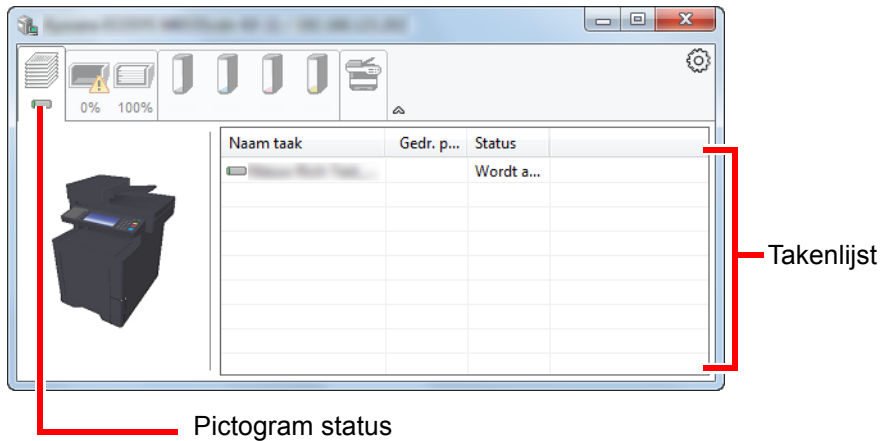 0% 100%
Naam taak Gedr. p... Status
Wordt a...
Takenlijst
Pictogram status